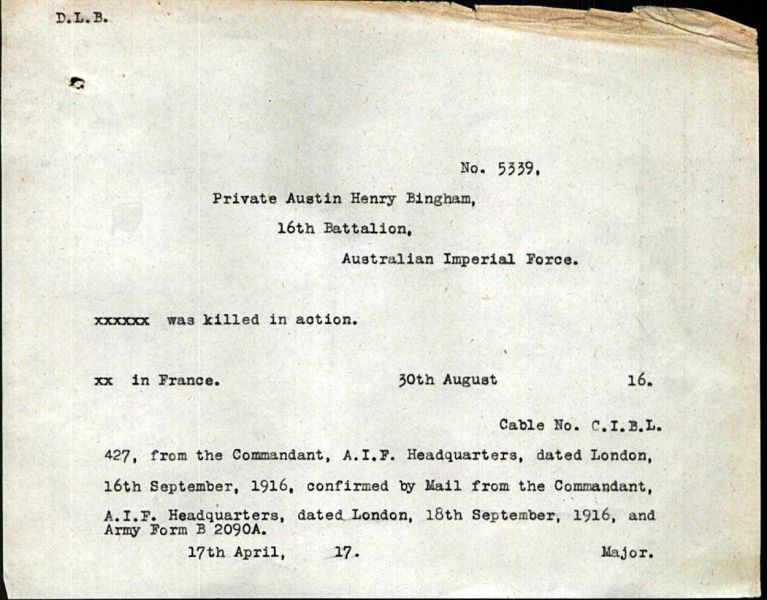 D.L.B.
No. 5339,
Private Austin Henry Bingham,
16th Battalion,
Australian Imperial Force.
xxxxxx was killed in action.
xx in France. 30th August 16.
Cable No. C.I.B.L.
427, from the Commandant, A.I.F. Headquarters, dated London,
16th September, 1916, confirmed by Mail from the Commandant,
A.I.F. Headquarters, dated London, 18th September, 1916, and
Army Form B 2090A.
17th April, 17. Major.